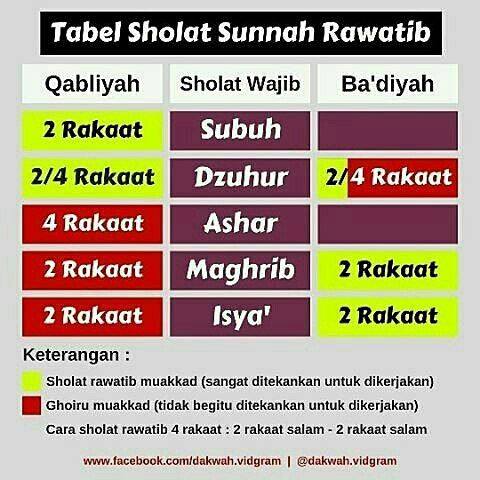 Tabel Sholat Sunnah Rawatib
Qabliyah Sholat Wajib Ba'diyah
2 Rakaat Subuh
2/4 Rakaat Dzuhur 2/4 Rakaat
4 Rakaat Ashar
2 Rakaat Maghrib 2 Rakaat
2 Rakaat Isya' 2 Rakaat
Keterangan :
Sholat rawatib muakkad (sangat ditekankan untuk dikerjakan)
Ghoiru muakkad (tidak begitu ditekankan untuk dikerjakan)
Cara sholat rawatib 4 rakaat : 2 rakaat salam - 2 rakaat salam
www.facebook.com/dakwah.vidgram | @dakwah.vidgram